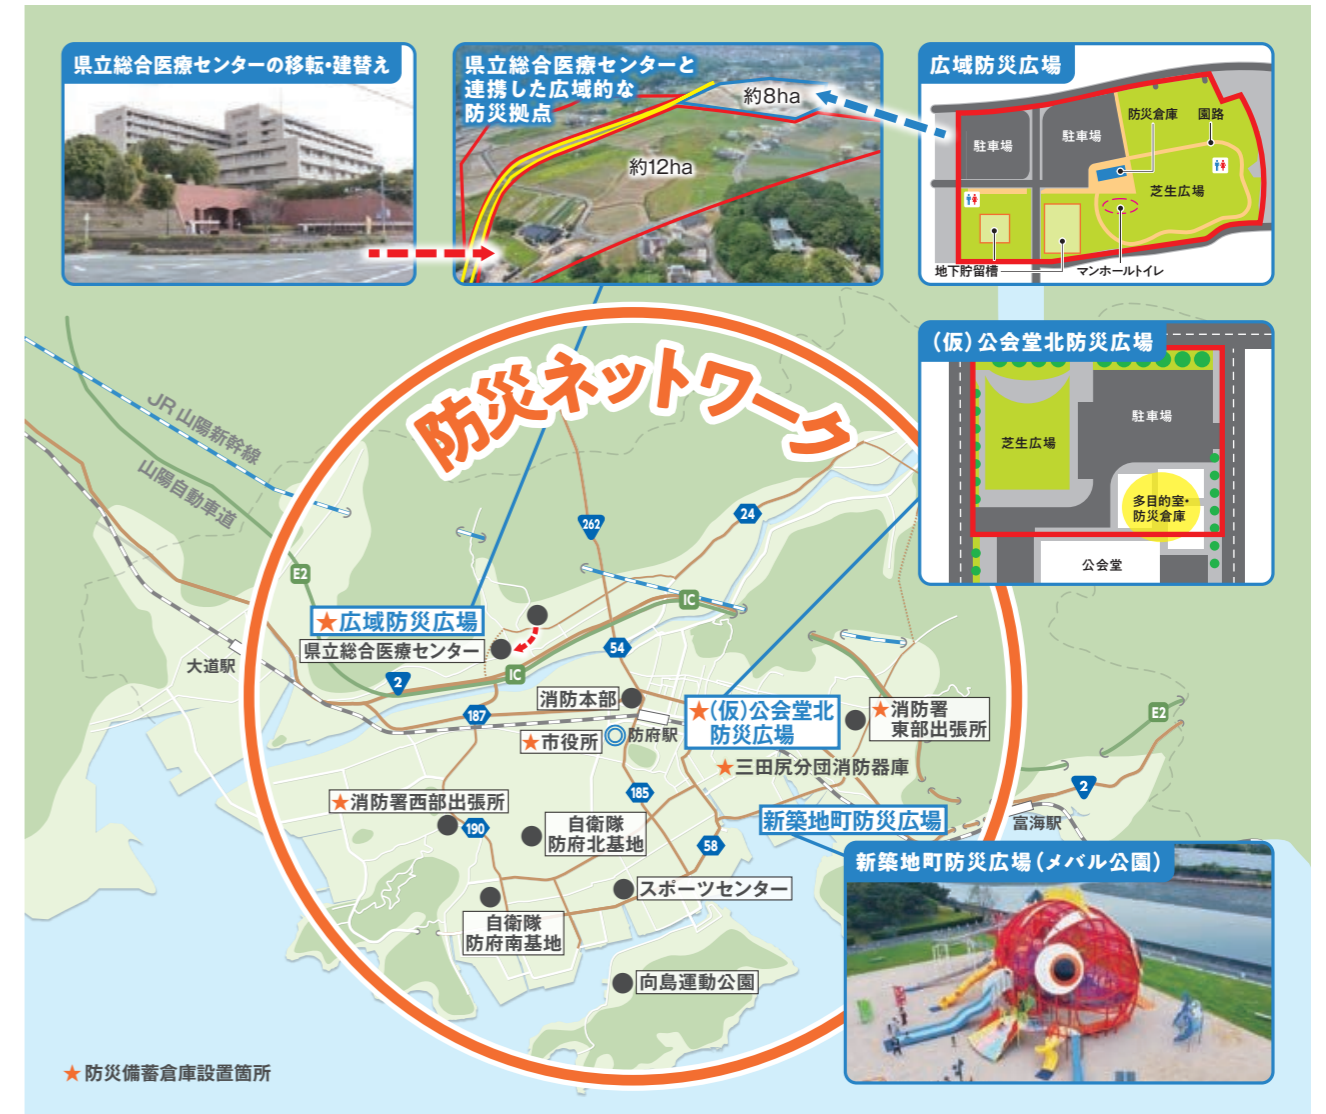 県立総合医療センターの移転・建替え
県立総合医療センターと
連携した広域的な
防災拠点
約8ha
約12ha
広域防災広場
駐車場
駐車場
防災倉庫
園路
芝生広場
地下貯留槽
マンホールトイレ
(仮)公会堂北防災広場
駐車場
芝生広場
多目的室・
防災倉庫
公会堂
防災ネットワーク
JR山陽新幹線
山陽自動車道
E2
262
24
IC
★広域防災広場
県立総合医療センター
大道駅
2
IC
54
187
消防本部
★市役所
防府駅
★(仮)公会堂北
防災広場
★消防署
東部出張所
E2
★三田尻分団消防器庫
2
富海駅
★消防署西部出張所
190
自衛隊
防府北基地
185
58
新築地町防災広場
スポーツセンター
自衛隊
防府南基地
向島運動公園
新築地町防災広場(メバル公園)
★防災備蓄倉庫設置箇所